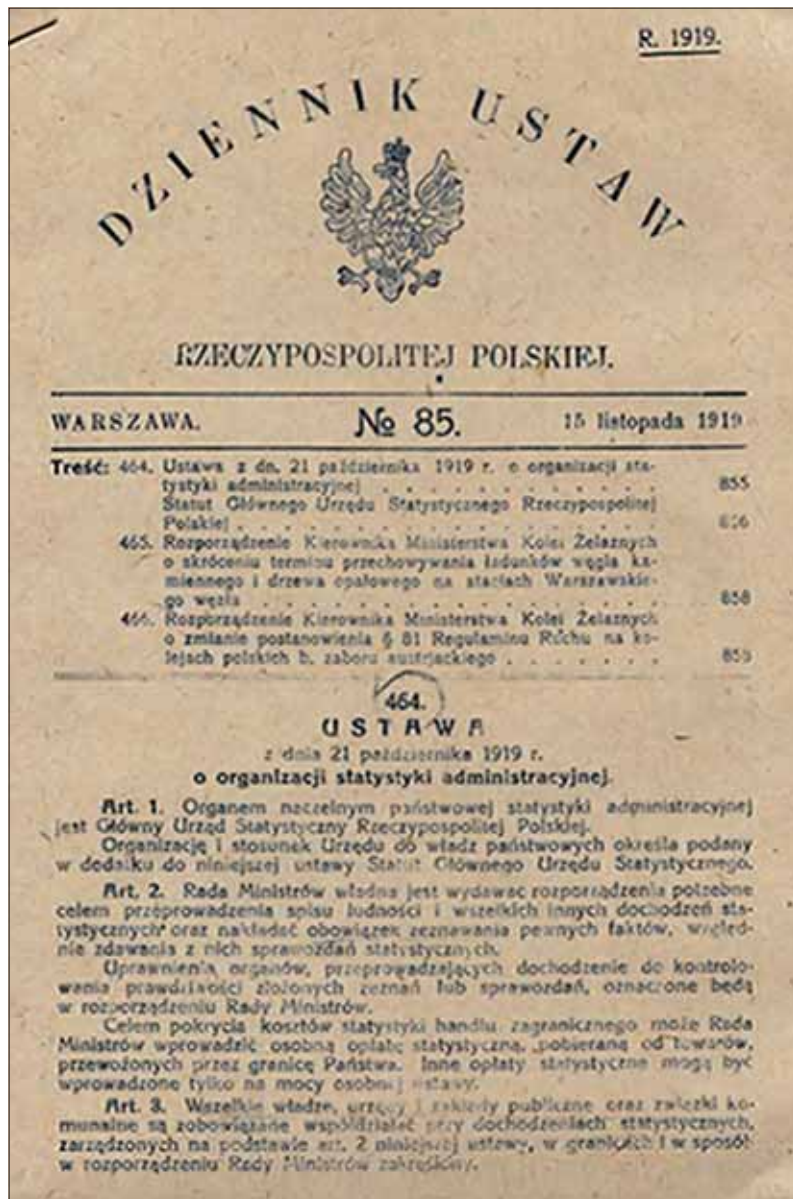 R. 1919.
DZIENNIK USTAW
RZECZYPOSPOLITEJ POLSKIEJ.
WARSZAWA. № 85. 15 listopada 1919
Treść: 464. Ustawa z dn. 21 października 1919 r. o organizacji sta-
tystyki administracyjnej . . . . . . . . . . . . 855
Statut Głównego Urzędu Statystycznego Rzeczypospolitej
Polskiej . . . . . . . . . . . . . . . . . . 856
465. Rozporządzenie Kierownika Ministerstwa Kolei Żelaznych
o skróceniu terminu przechowywania ładunków węgla ka-
miennego i drzewa opałowego na stacjach Warszawskie-
go węzła . . . . . . . . . . . . . . . . . . 858
466. Rozporządzenie Kierownika Ministerstwa Kolei Żelaznych
o zmianie postanowienia § 81 Regulaminu Ruchu na ko-
lejach polskich b. zaboru austrjackiego . . . . . . .
464.
USTAWA
z dnia 21 października 1919 r.
o organizacji statystyki administracyjnej.
Art. 1. Organem naczelnym państwowej statystyki administracyjnej
jest Główny Urząd Statystyczny Rzeczypospolitej Polskiej.
Organizację i stosunek Urzędu do władz państwowych określa podany
w dodatku do niniejszej ustawy Statut Głównego Urzędu Statystycznego.
Art. 2. Rada Ministrów władna jest wydawać rozporządzenia potrzebne
celem przeprowadzenia spisu ludności i wszelkich innych dochodzeń sta-
tystycznych oraz nakładać obowiązek zeznawania pewnych faktów, względ-
nie zdawania z nich sprawozdań statystycznych.
Uprawnienia organów, przeprowadzających dochodzenie do kontrolo-
wania prawdziwości złożonych zeznań lub sprawozdań, oznaczone będą
w rozporządzeniu Rady Ministrów.
Celem pokrycia kosztów statystyki handlu zagranicznego może Rada
Ministrów wprowadzić osobną opłatę statystyczną, pobieraną od towarów,
przewożonych przez granicę Państwa. Inne opłaty statystyczne mogą być
wprowadzone tylko na mocy osobnej ustawy.
Art. 3. Wszelkie władze, urzędy i zakłady publiczne oraz związki ko-
munalne są zobowiązane współdziałać przy dochodzeniach statystycznych,
zarządzonych na podstawie art. 2 niniejszej ustawy, w granicach i w sposób
w rozporządzeniu Rady Ministrów zakreślony.